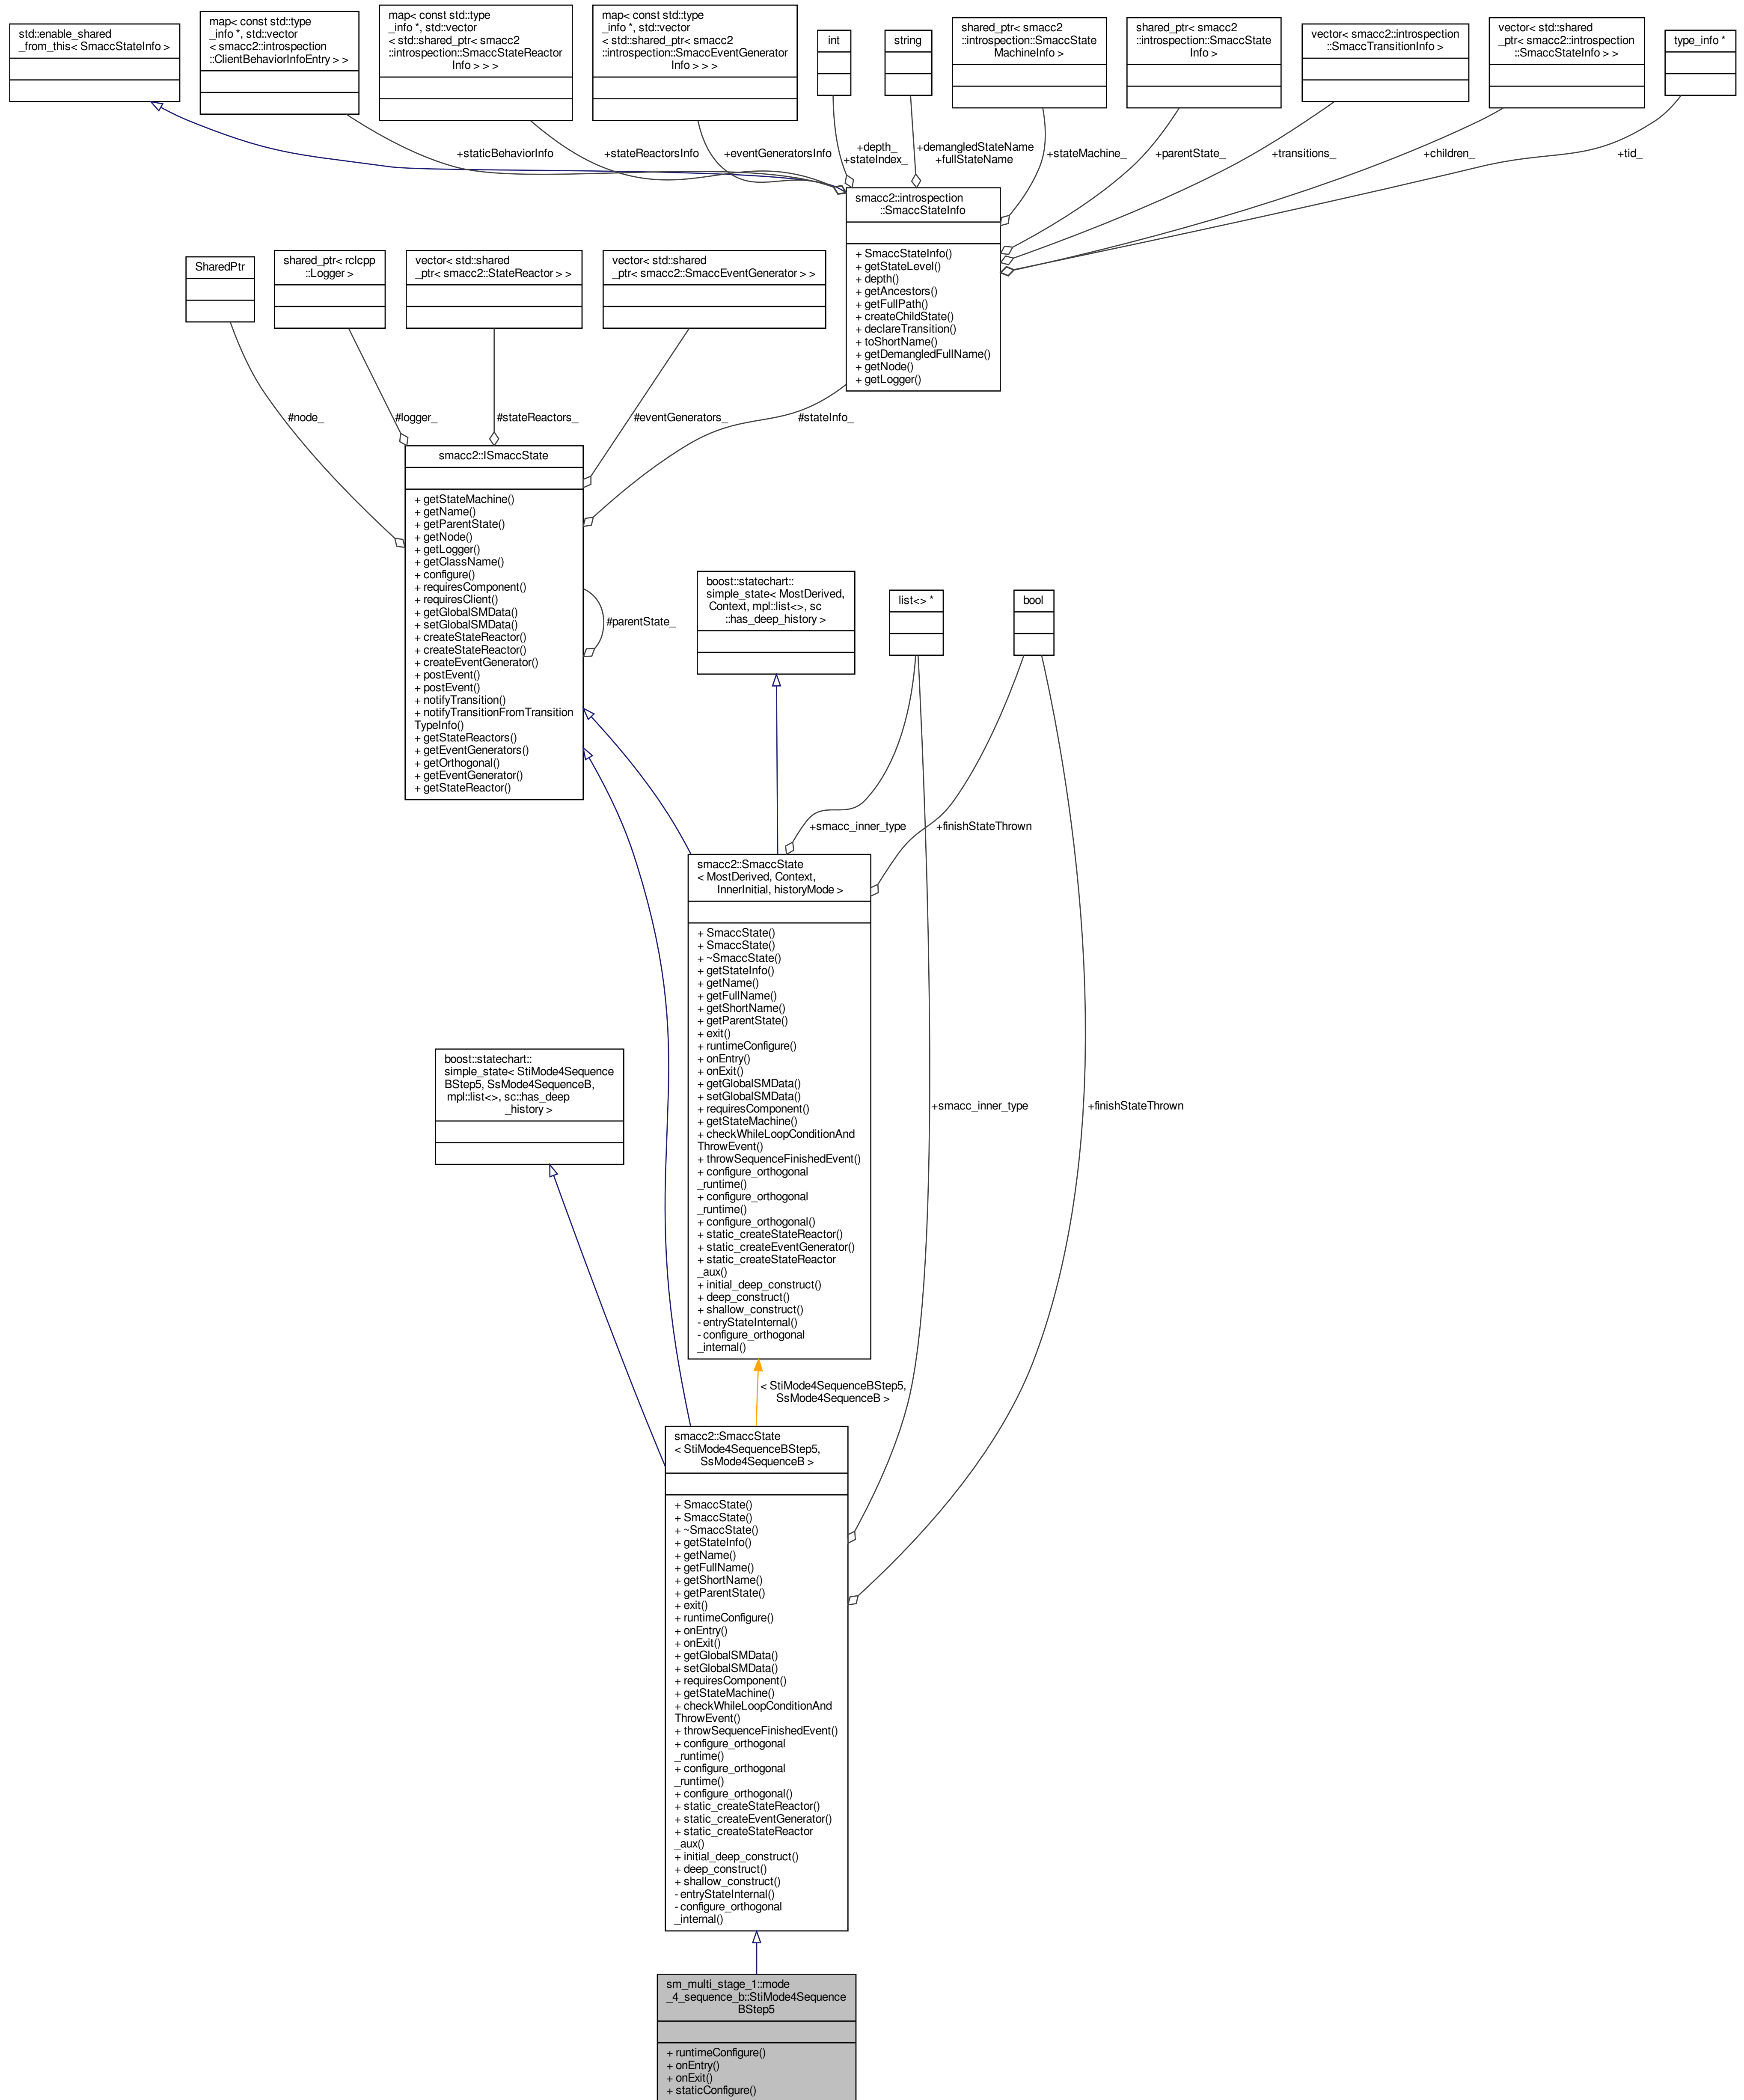 std::enable_shared
_from_this< SmaccStateInfo >
map< const std::type
_info *, std::vector
< smacc2::introspection
::ClientBehaviorInfoEntry > >
map< const std::type
_info *, std::vector
< std::shared_ptr< smacc2
::introspection::SmaccStateReactor
Info > > >
map< const std::type
_info *, std::vector
< std::shared_ptr< smacc2
::introspection::SmaccEventGenerator
Info > > >
int
string
shared_ptr< smacc2
::introspection::SmaccState
MachineInfo >
shared_ptr< smacc2
::introspection::SmaccState
Info >
vector< smacc2::introspection
::SmaccTransitionInfo >
vector< std::shared
_ptr< smacc2::introspection
::SmaccStateInfo > >
type_info *
+staticBehaviorInfo
+stateReactorsInfo
+eventGeneratorsInfo
+depth_
+stateIndex_
+demangledStateName
+fullStateName
+stateMachine_
+parentState_
+transitions_
+children_
+tid_
smacc2::introspection
::SmaccStateInfo
+ SmaccStateInfo()
+ getStateLevel()
+ depth()
+ getAncestors()
+ getFullPath()
+ createChildState()
+ declareTransition()
+ toShortName()
+ getDemangledFullName()
+ getNode()
+ getLogger()
SharedPtr
shared_ptr< rclcpp
::Logger >
vector< std::shared
_ptr< smacc2::StateReactor > >
vector< std::shared
_ptr< smacc2::SmaccEventGenerator > >
#node_
#logger_
#stateReactors_
#eventGenerators_
#stateInfo_
smacc2::ISmaccState
+ getStateMachine()
+ getName()
+ getParentState()
+ getNode()
+ getLogger()
+ getClassName()
+ configure()
+ requiresComponent()
+ requiresClient()
+ getGlobalSMData()
+ setGlobalSMData()
+ createStateReactor()
+ createStateReactor()
+ createEventGenerator()
+ postEvent()
+ postEvent()
+ notifyTransition()
+ notifyTransitionFromTransition
TypeInfo()
+ getStateReactors()
+ getEventGenerators()
+ getOrthogonal()
+ getEventGenerator()
+ getStateReactor()
#parentState_
boost::statechart::
simple_state< MostDerived,
Context, mpl::list<>, sc
::has_deep_history >
list<> *
bool
+smacc_inner_type
+finishStateThrown
smacc2::SmaccState
< MostDerived, Context,
InnerInitial, historyMode >
+ SmaccState()
+ SmaccState()
+ ~SmaccState()
+ getStateInfo()
+ getName()
+ getFullName()
+ getShortName()
+ getParentState()
+ exit()
+ runtimeConfigure()
+ onEntry()
+ onExit()
+ getGlobalSMData()
+ setGlobalSMData()
+ requiresComponent()
+ getStateMachine()
+ checkWhileLoopConditionAnd
ThrowEvent()
+ throwSequenceFinishedEvent()
+ configure_orthogonal
_runtime()
+ configure_orthogonal
_runtime()
+ configure_orthogonal()
+ static_createStateReactor()
+ static_createEventGenerator()
+ static_createStateReactor
_aux()
+ initial_deep_construct()
+ deep_construct()
+ shallow_construct()
- entryStateInternal()
- configure_orthogonal
_internal()
boost::statechart::
simple_state< StiMode4Sequence
BStep5, SsMode4SequenceB,
mpl::list<>, sc::has_deep
_history >
+smacc_inner_type
+finishStateThrown
< StiMode4SequenceBStep5,
SsMode4SequenceB >
smacc2::SmaccState
< StiMode4SequenceBStep5,
SsMode4SequenceB >
+ SmaccState()
+ SmaccState()
+ ~SmaccState()
+ getStateInfo()
+ getName()
+ getFullName()
+ getShortName()
+ getParentState()
+ exit()
+ runtimeConfigure()
+ onEntry()
+ onExit()
+ getGlobalSMData()
+ setGlobalSMData()
+ requiresComponent()
+ getStateMachine()
+ checkWhileLoopConditionAnd
ThrowEvent()
+ throwSequenceFinishedEvent()
+ configure_orthogonal
_runtime()
+ configure_orthogonal
_runtime()
+ configure_orthogonal()
+ static_createStateReactor()
+ static_createEventGenerator()
+ static_createStateReactor
_aux()
+ initial_deep_construct()
+ deep_construct()
+ shallow_construct()
- entryStateInternal()
- configure_orthogonal
_internal()
sm_multi_stage_1::mode
_4_sequence_b::StiMode4Sequence
BStep5
+ runtimeConfigure()
+ onEntry()
+ onExit()
+ staticConfigure()